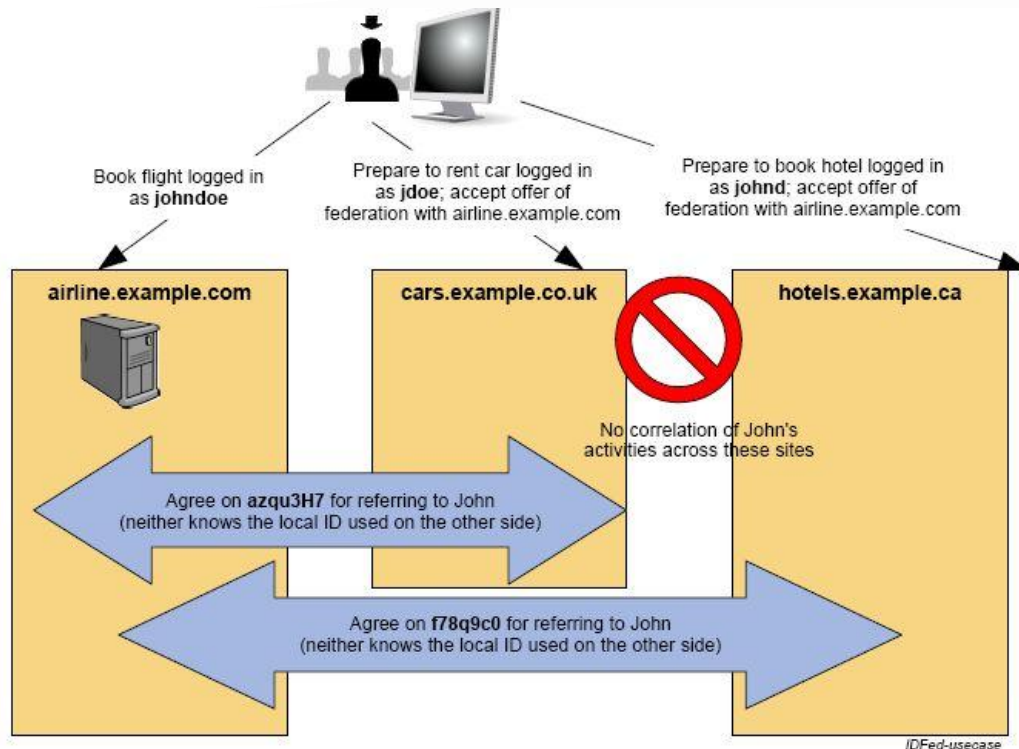 Book flight logged in
as johndoe
Prepare to rent car logged in
as jdoe; accept offer of
federation with airline.example.com
Prepare to book hotel logged in
as johnd; accept offer of
federation with airline.example.com
airline.example.com
cars.example.co.uk
hotels.example.ca
No correlation of John's
activities across these sites
Agree on azqu3H7 for referring to John
(neither knows the local ID used on the other side)
Agree on f78q9c0 for referring to John
(neither knows the local ID used on the other side)
IDFed-usecase